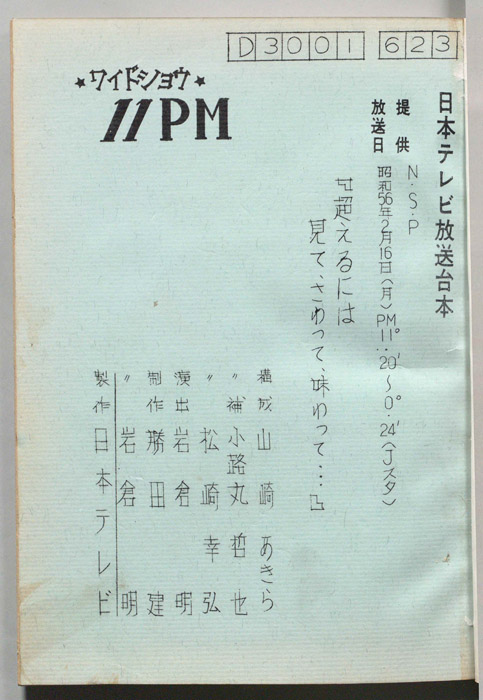 D3001 623
★ワイドショウ★
11PM
日本テレビ放送台本
提供 N・S・P
放送日 昭和56年2月16日(月)PM11°:20′〜0°:24′(Jスタ)
『超えるには
見て、さわって、味わって…』
構成 山崎あきら
〃補 小路丸哲也
〃 松崎幸弘
演出 岩倉明
制作 勝田建
〃 岩倉明
製作 日本テレビ